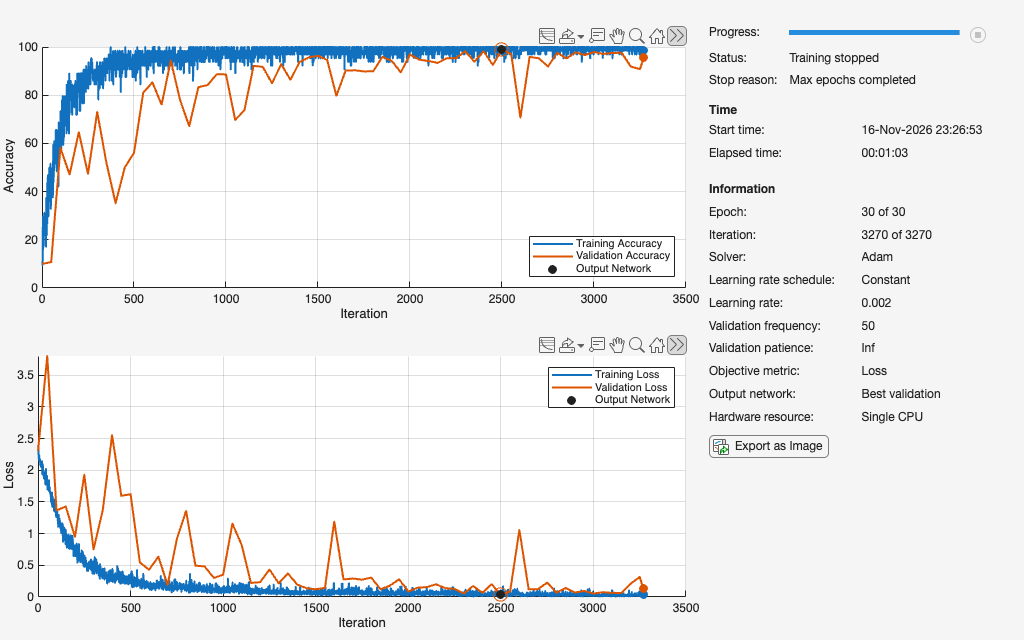 100
80
60
40
20
0
Accuracy
0 500 1000 1500 2000 2500 3000 3500
Iteration
Training Accuracy
Validation Accuracy
Output Network
3.5
3
2.5
2
1.5
1
0.5
0
Loss
0 500 1000 1500 2000 2500 3000 3500
Iteration
Training Loss
Validation Loss
Output Network
Progress:
Status: Training stopped
Stop reason: Max epochs completed
Time
Start time: 16-Nov-2026 23:26:53
Elapsed time: 00:01:03
Information
Epoch: 30 of 30
Iteration: 3270 of 3270
Solver: Adam
Learning rate schedule: Constant
Learning rate: 0.002
Validation frequency: 50
Validation patience: Inf
Objective metric: Loss
Output network: Best validation
Hardware resource: Single CPU
Export as Image